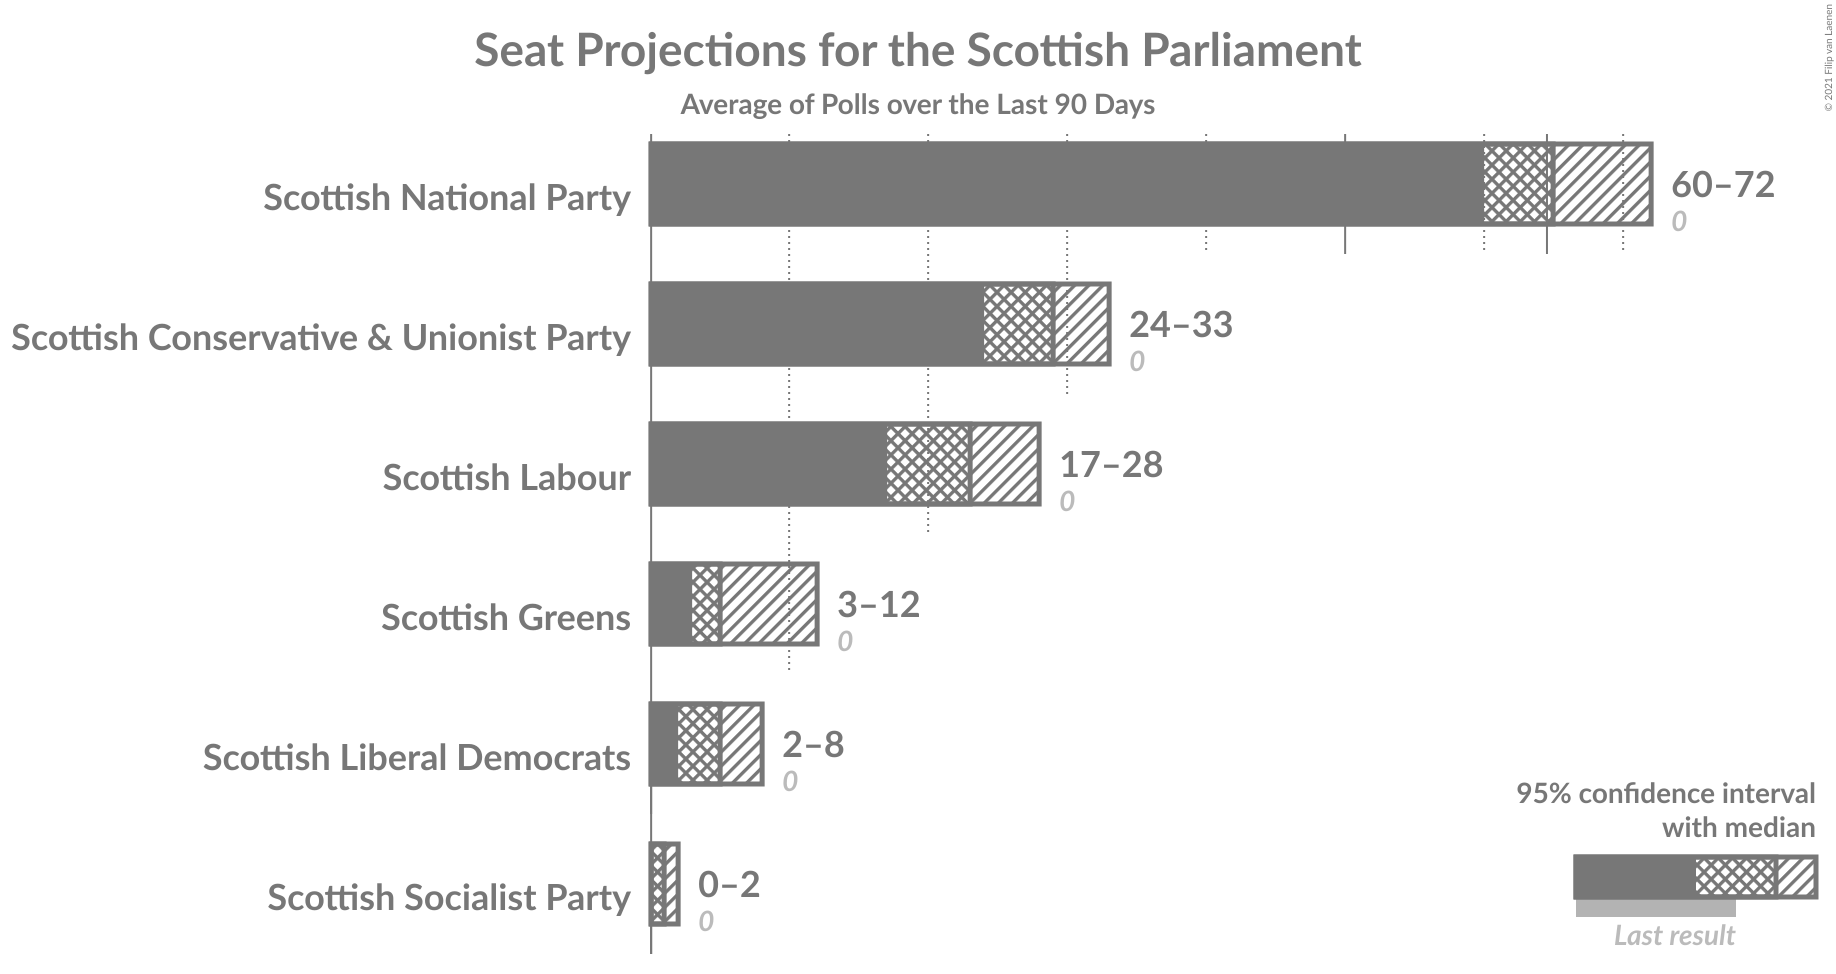 Seat Projections for the Scottish Parliament
Average of Polls over the Last 90 Days
© 2021 Filip van Laenen
Scottish National Party
60–72
0
Scottish Conservative & Unionist Party
24–33
0
Scottish Labour
17–28
0
Scottish Greens
3–12
0
Scottish Liberal Democrats
2–8
0
Scottish Socialist Party
0–2
0
95% confidence interval
with median
Last result